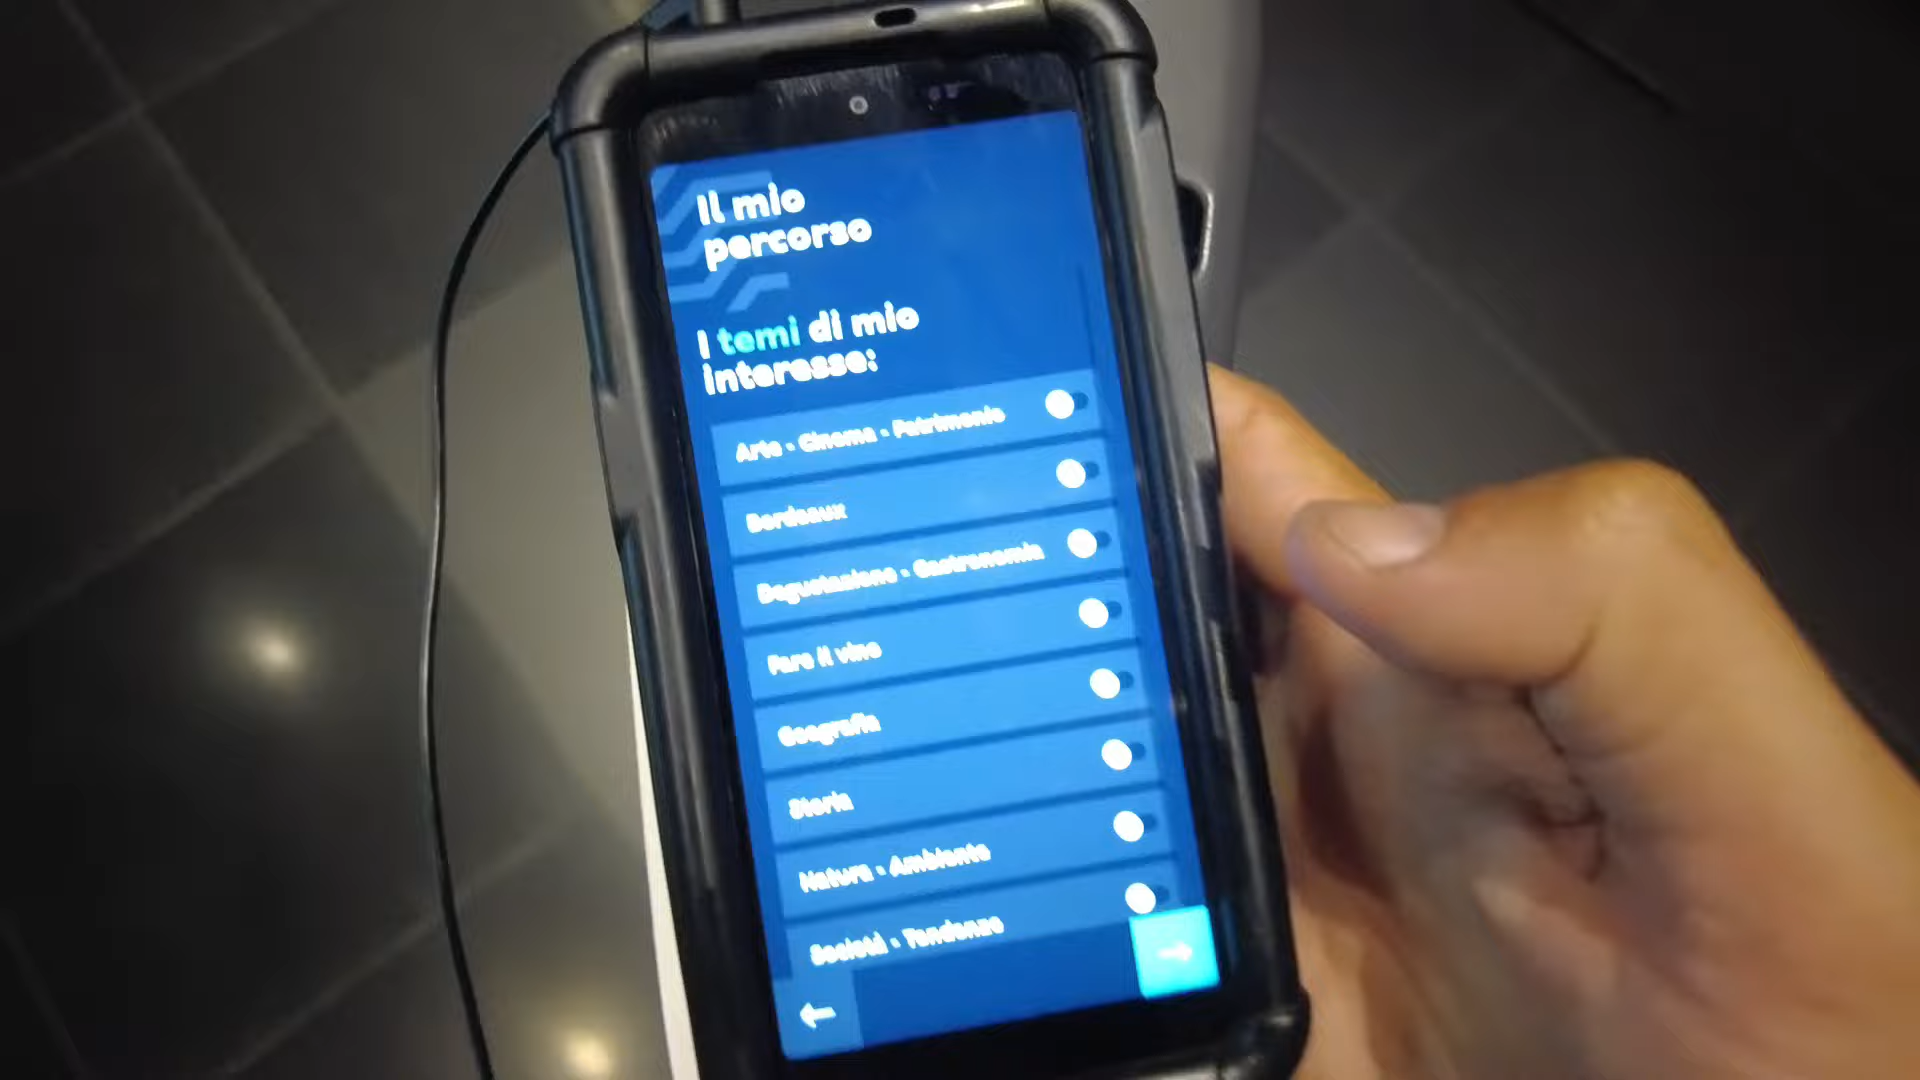 Il mio
percorso
I temi di mio
interesse:
Arte - Cinema - Patrimonio
Bordeaux
Degustazione - Gastronomia
Fare il vino
Geografia
Storia
Natura - Ambiente
Società - Tendenze